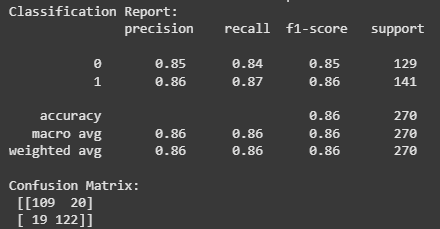 Classification Report:
precision recall f1-score support
0 0.85 0.84 0.85 129
1 0.86 0.87 0.86 141
accuracy 0.86 270
macro avg 0.86 0.86 0.86 270
weighted avg 0.86 0.86 0.86 270
Confusion Matrix:
[[109 20]
[ 19 122]]